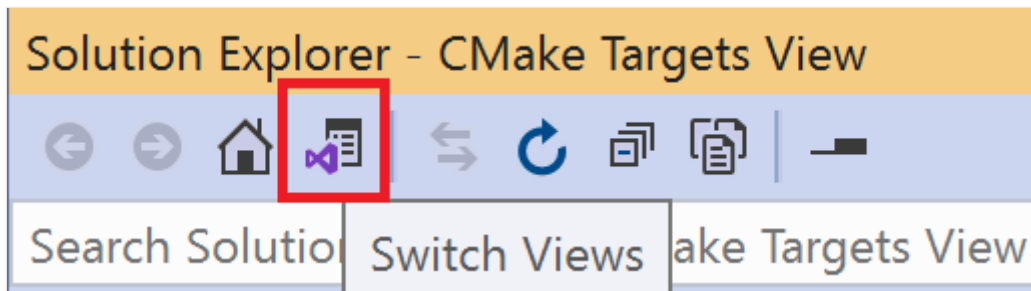 Solution Explorer - CMake Targets View
Search Solution
Switch Views
ake Targets View